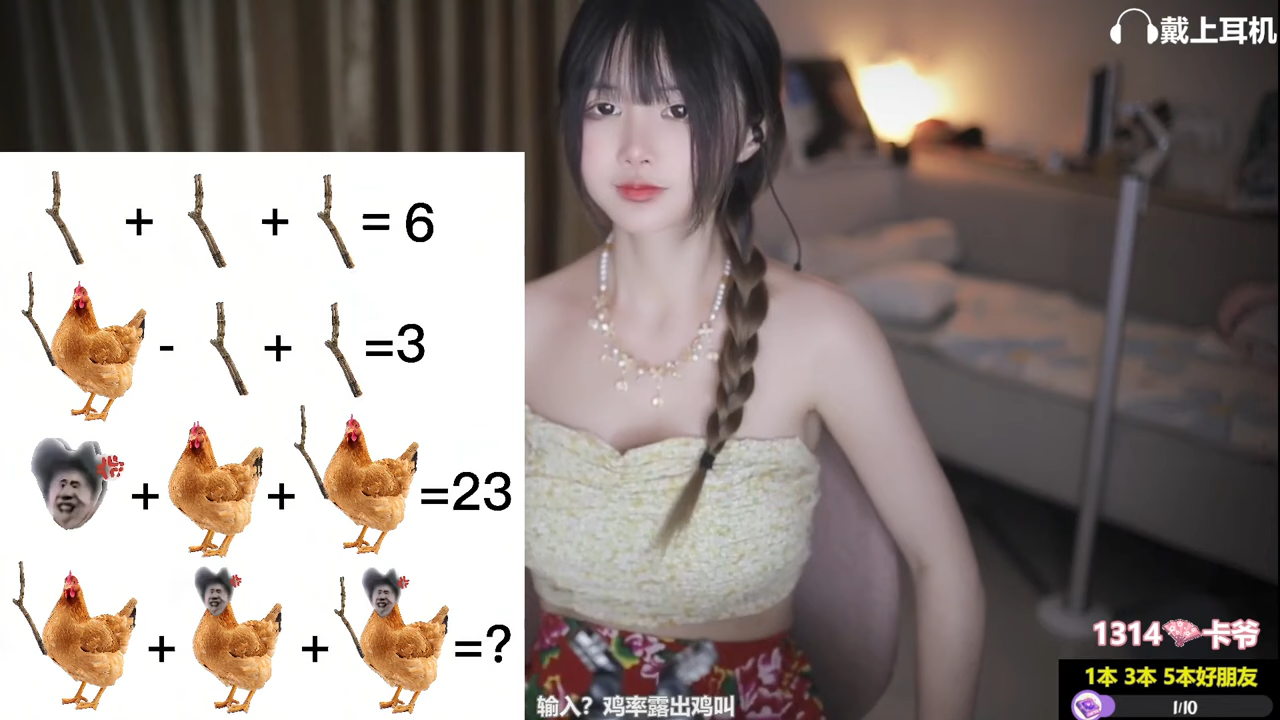 戴上耳机
+ + = 6
- + =3
+ + =23
+ + =?
1314 卡爷
1本 3本 5本好朋友
1/10
输入？鸡率露出鸡叫